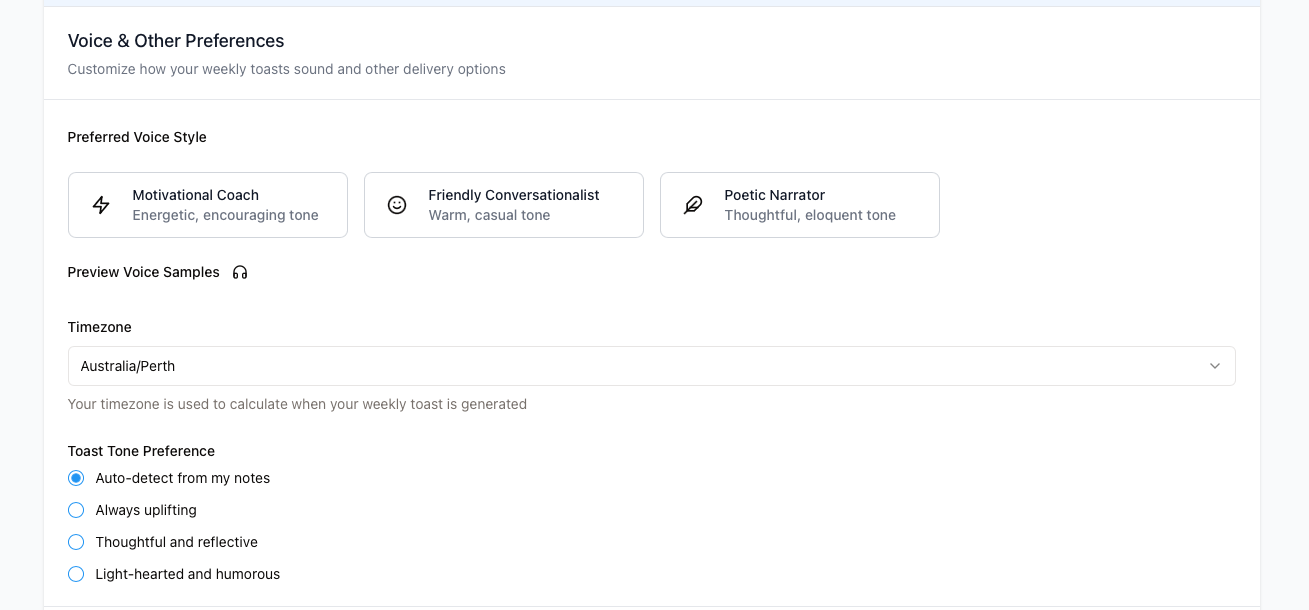 Voice & Other Preferences
Customize how your weekly toasts sound and other delivery options
Preferred Voice Style
Motivational Coach
Energetic, encouraging tone
Friendly Conversationalist
Warm, casual tone
Poetic Narrator
Thoughtful, eloquent tone
Preview Voice Samples
Timezone
Australia/Perth
Your timezone is used to calculate when your weekly toast is generated
Toast Tone Preference
Auto-detect from my notes
Always uplifting
Thoughtful and reflective
Light-hearted and humorous